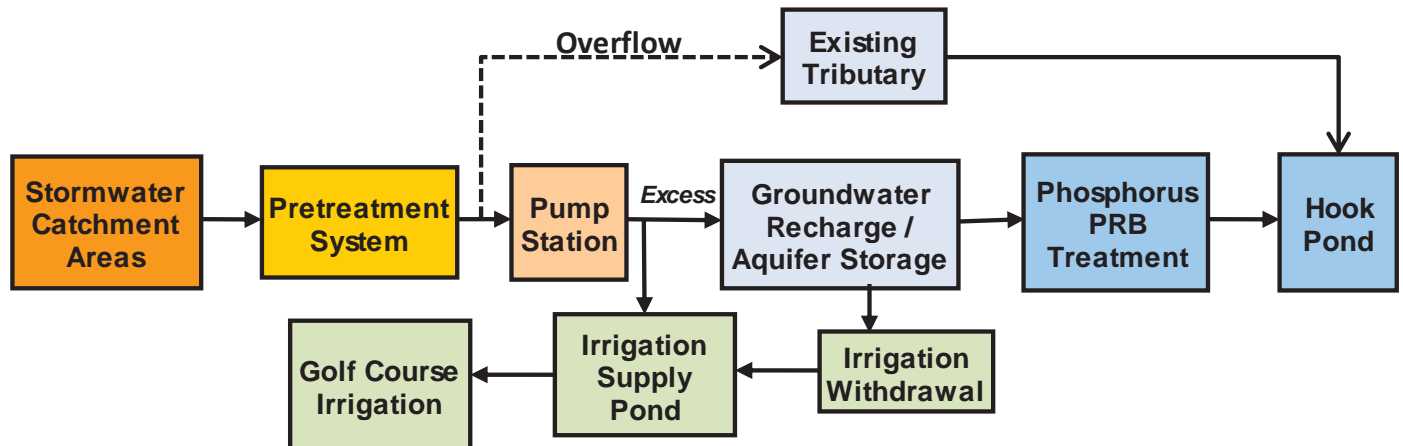 Overflow
Existing
Tributary
Stormwater
Catchment
Areas
Pretreatment
System
Pump
Station
Excess
Groundwater
Recharge /
Aquifer Storage
Phosphorus
PRB
Treatment
Hook
Pond
Golf Course
Irrigation
Irrigation
Supply
Pond
Irrigation
Withdrawal